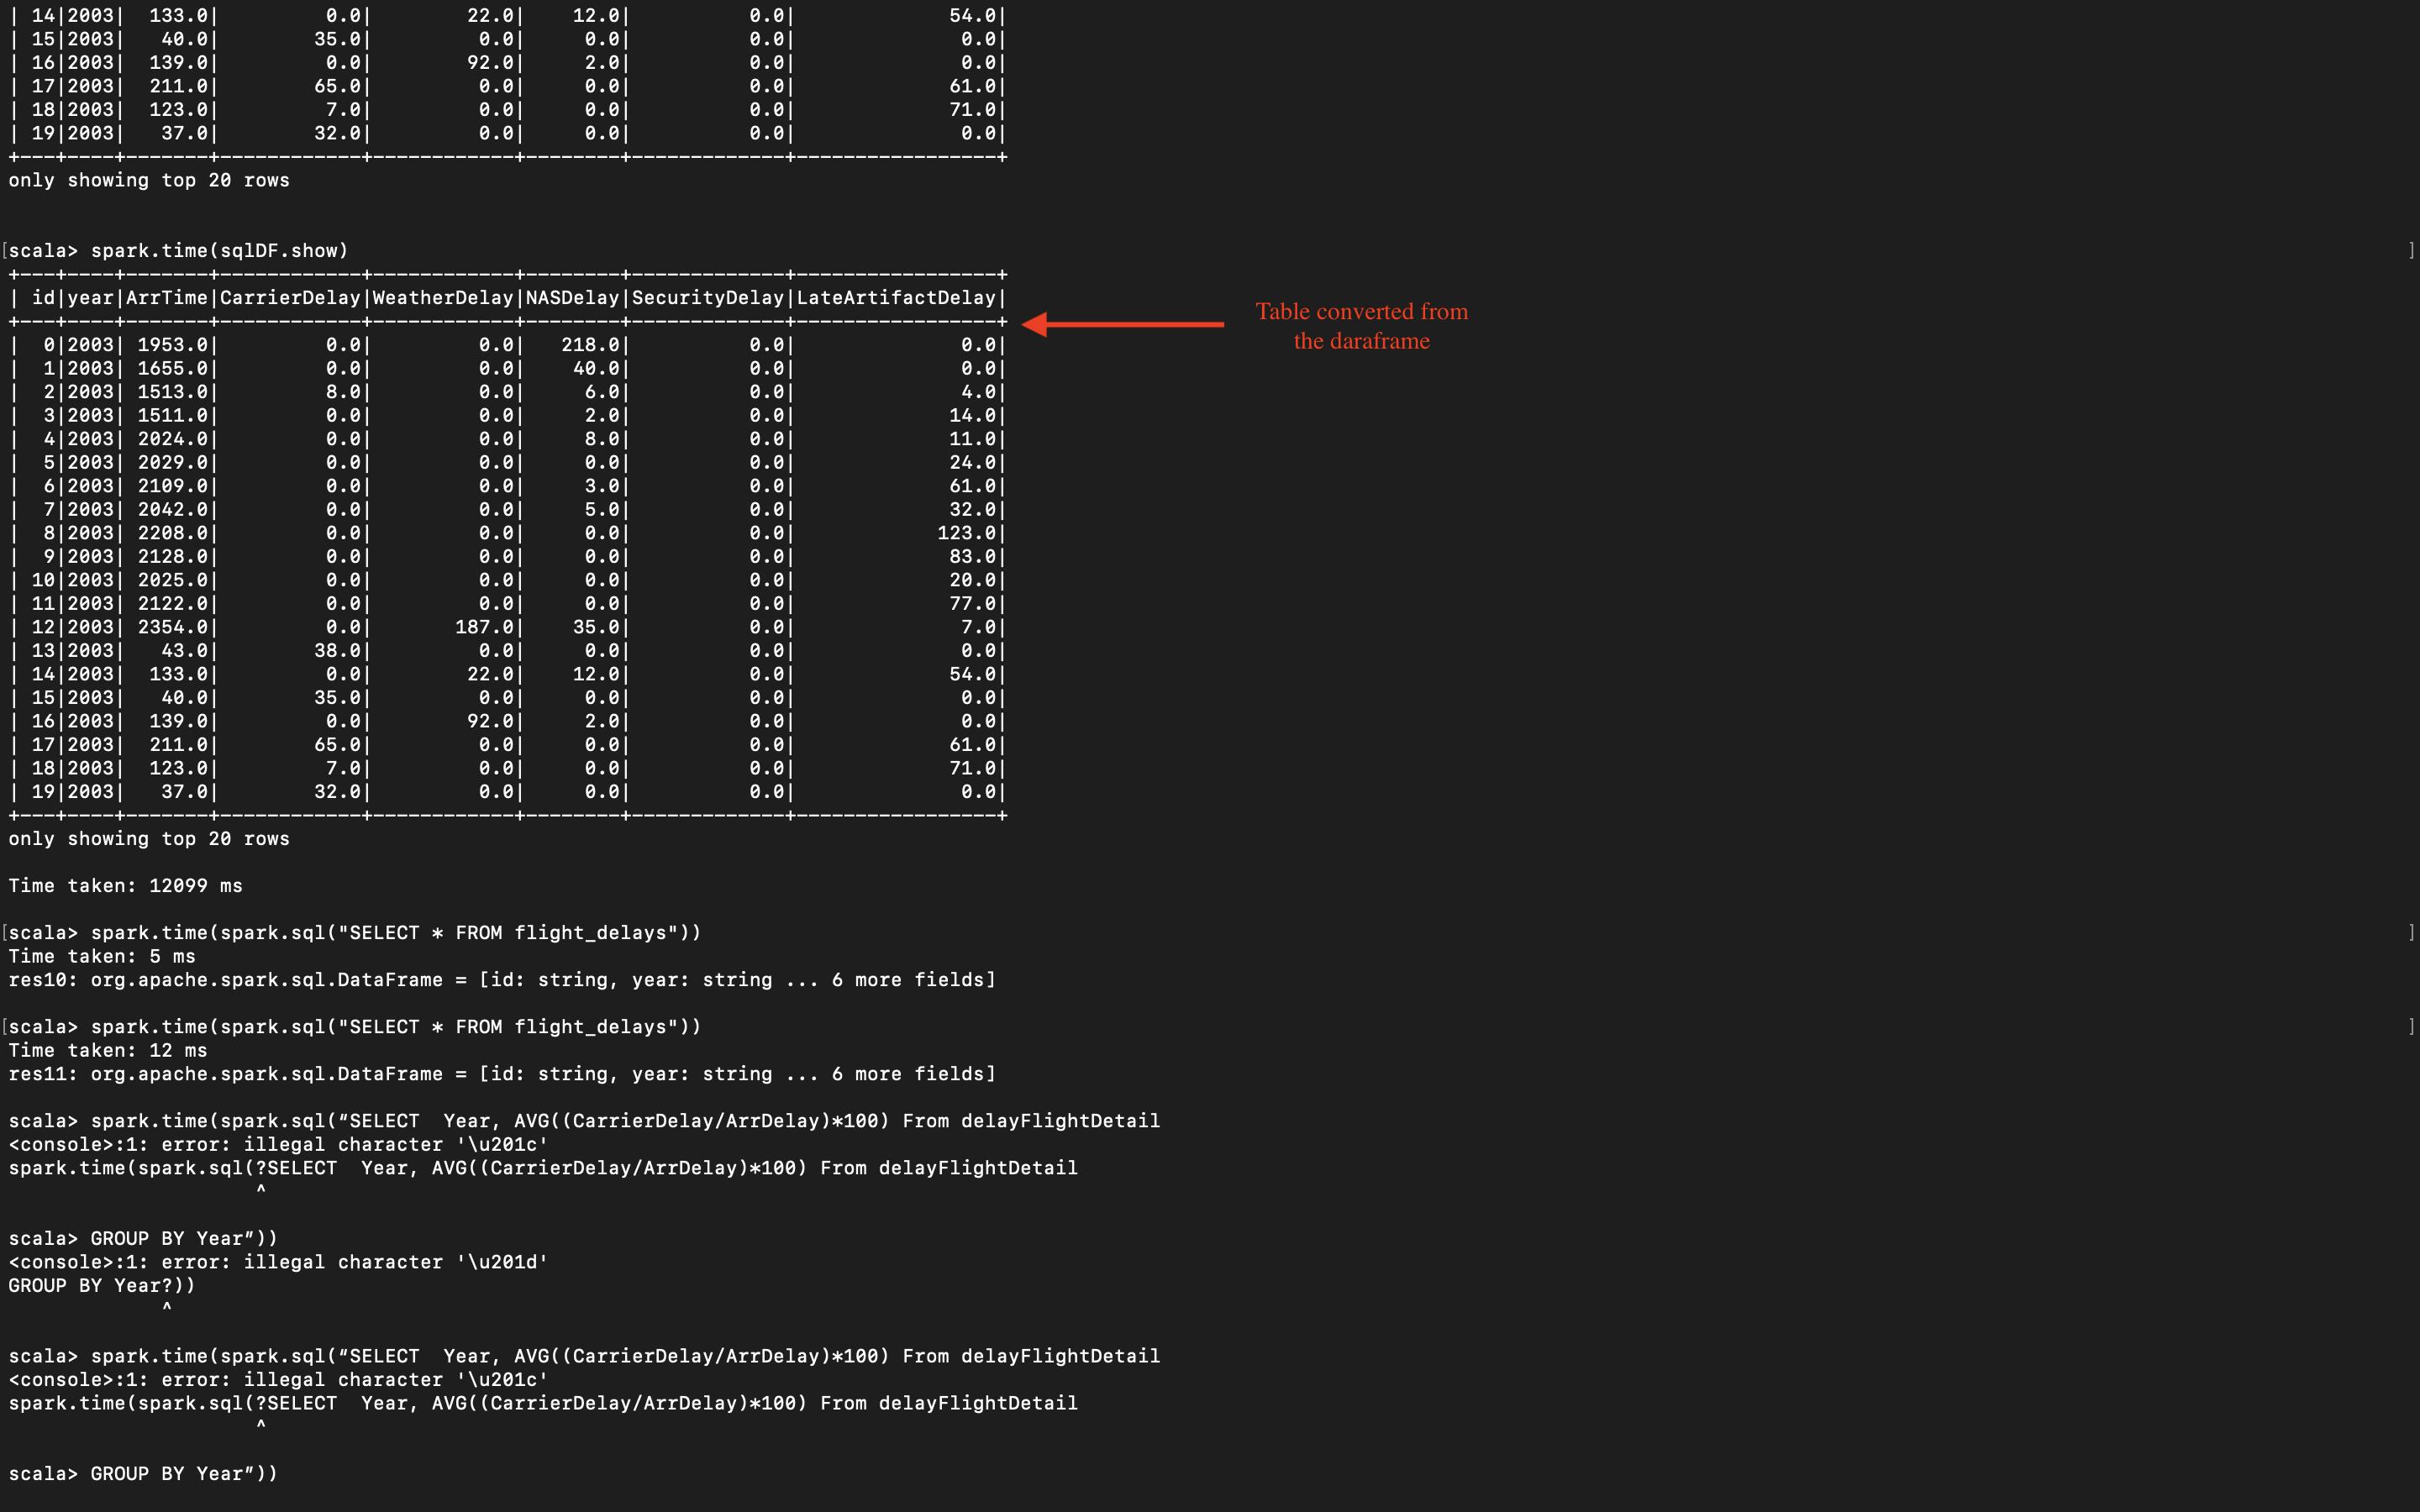 | 14|2003|  133.0|         0.0|        22.0|    12.0|          0.0|             54.0|
| 15|2003|   40.0|        35.0|         0.0|     0.0|          0.0|              0.0|
| 16|2003|  139.0|         0.0|        92.0|     2.0|          0.0|              0.0|
| 17|2003|  211.0|        65.0|         0.0|     0.0|          0.0|             61.0|
| 18|2003|  123.0|         7.0|         0.0|     0.0|          0.0|             71.0|
| 19|2003|   37.0|        32.0|         0.0|     0.0|          0.0|              0.0|
+---+----+-------+------------+------------+--------+-------------+-----------------+
only showing top 20 rows
[scala> spark.time(sqlDF.show) ]
+---+----+-------+------------+------------+--------+-------------+-----------------+
| id|year|ArrTime|CarrierDelay|WeatherDelay|NASDelay|SecurityDelay|LateArtifactDelay|
+---+----+-------+------------+------------+--------+-------------+-----------------+
Table converted from
the daraframe
|  0|2003| 1953.0|         0.0|         0.0|   218.0|          0.0|              0.0|
|  1|2003| 1655.0|         0.0|         0.0|    40.0|          0.0|              0.0|
|  2|2003| 1513.0|         8.0|         0.0|     6.0|          0.0|              4.0|
|  3|2003| 1511.0|         0.0|         0.0|     2.0|          0.0|             14.0|
|  4|2003| 2024.0|         0.0|         0.0|     8.0|          0.0|             11.0|
|  5|2003| 2029.0|         0.0|         0.0|     0.0|          0.0|             24.0|
|  6|2003| 2109.0|         0.0|         0.0|     3.0|          0.0|             61.0|
|  7|2003| 2042.0|         0.0|         0.0|     5.0|          0.0|             32.0|
|  8|2003| 2208.0|         0.0|         0.0|     0.0|          0.0|            123.0|
|  9|2003| 2128.0|         0.0|         0.0|     0.0|          0.0|             83.0|
| 10|2003| 2025.0|         0.0|         0.0|     0.0|          0.0|             20.0|
| 11|2003| 2122.0|         0.0|         0.0|     0.0|          0.0|             77.0|
| 12|2003| 2354.0|         0.0|       187.0|    35.0|          0.0|              7.0|
| 13|2003|   43.0|        38.0|         0.0|     0.0|          0.0|              0.0|
| 14|2003|  133.0|         0.0|        22.0|    12.0|          0.0|             54.0|
| 15|2003|   40.0|        35.0|         0.0|     0.0|          0.0|              0.0|
| 16|2003|  139.0|         0.0|        92.0|     2.0|          0.0|              0.0|
| 17|2003|  211.0|        65.0|         0.0|     0.0|          0.0|             61.0|
| 18|2003|  123.0|         7.0|         0.0|     0.0|          0.0|             71.0|
| 19|2003|   37.0|        32.0|         0.0|     0.0|          0.0|              0.0|
+---+----+-------+------------+------------+--------+-------------+-----------------+
only showing top 20 rows
Time taken: 12099 ms
[scala> spark.time(spark.sql("SELECT * FROM flight_delays")) ]
Time taken: 5 ms
res10: org.apache.spark.sql.DataFrame = [id: string, year: string ... 6 more fields]
[scala> spark.time(spark.sql("SELECT * FROM flight_delays")) ]
Time taken: 12 ms
res11: org.apache.spark.sql.DataFrame = [id: string, year: string ... 6 more fields]
scala> spark.time(spark.sql(“SELECT  Year, AVG((CarrierDelay/ArrDelay)*100) From delayFlightDetail
<console>:1: error: illegal character '\u201c'
spark.time(spark.sql(?SELECT  Year, AVG((CarrierDelay/ArrDelay)*100) From delayFlightDetail
^
scala> GROUP BY Year”))
<console>:1: error: illegal character '\u201d'
GROUP BY Year?))
^
scala> spark.time(spark.sql(“SELECT  Year, AVG((CarrierDelay/ArrDelay)*100) From delayFlightDetail
<console>:1: error: illegal character '\u201c'
spark.time(spark.sql(?SELECT  Year, AVG((CarrierDelay/ArrDelay)*100) From delayFlightDetail
^
scala> GROUP BY Year”))